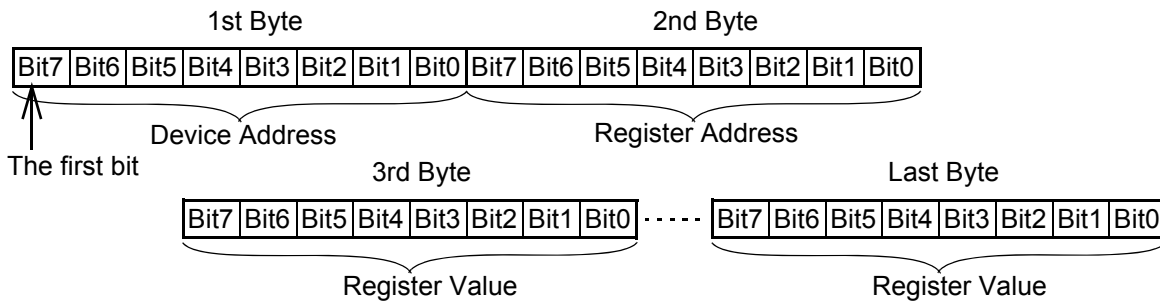 1st Byte 2nd Byte
Bit7 Bit6 Bit5 Bit4 Bit3 Bit2 Bit1 Bit0 Bit7 Bit6 Bit5 Bit4 Bit3 Bit2 Bit1 Bit0
Device Address Register Address
The first bit
3rd Byte Last Byte
Bit7 Bit6 Bit5 Bit4 Bit3 Bit2 Bit1 Bit0 Bit7 Bit6 Bit5 Bit4 Bit3 Bit2 Bit1 Bit0
Register Value Register Value